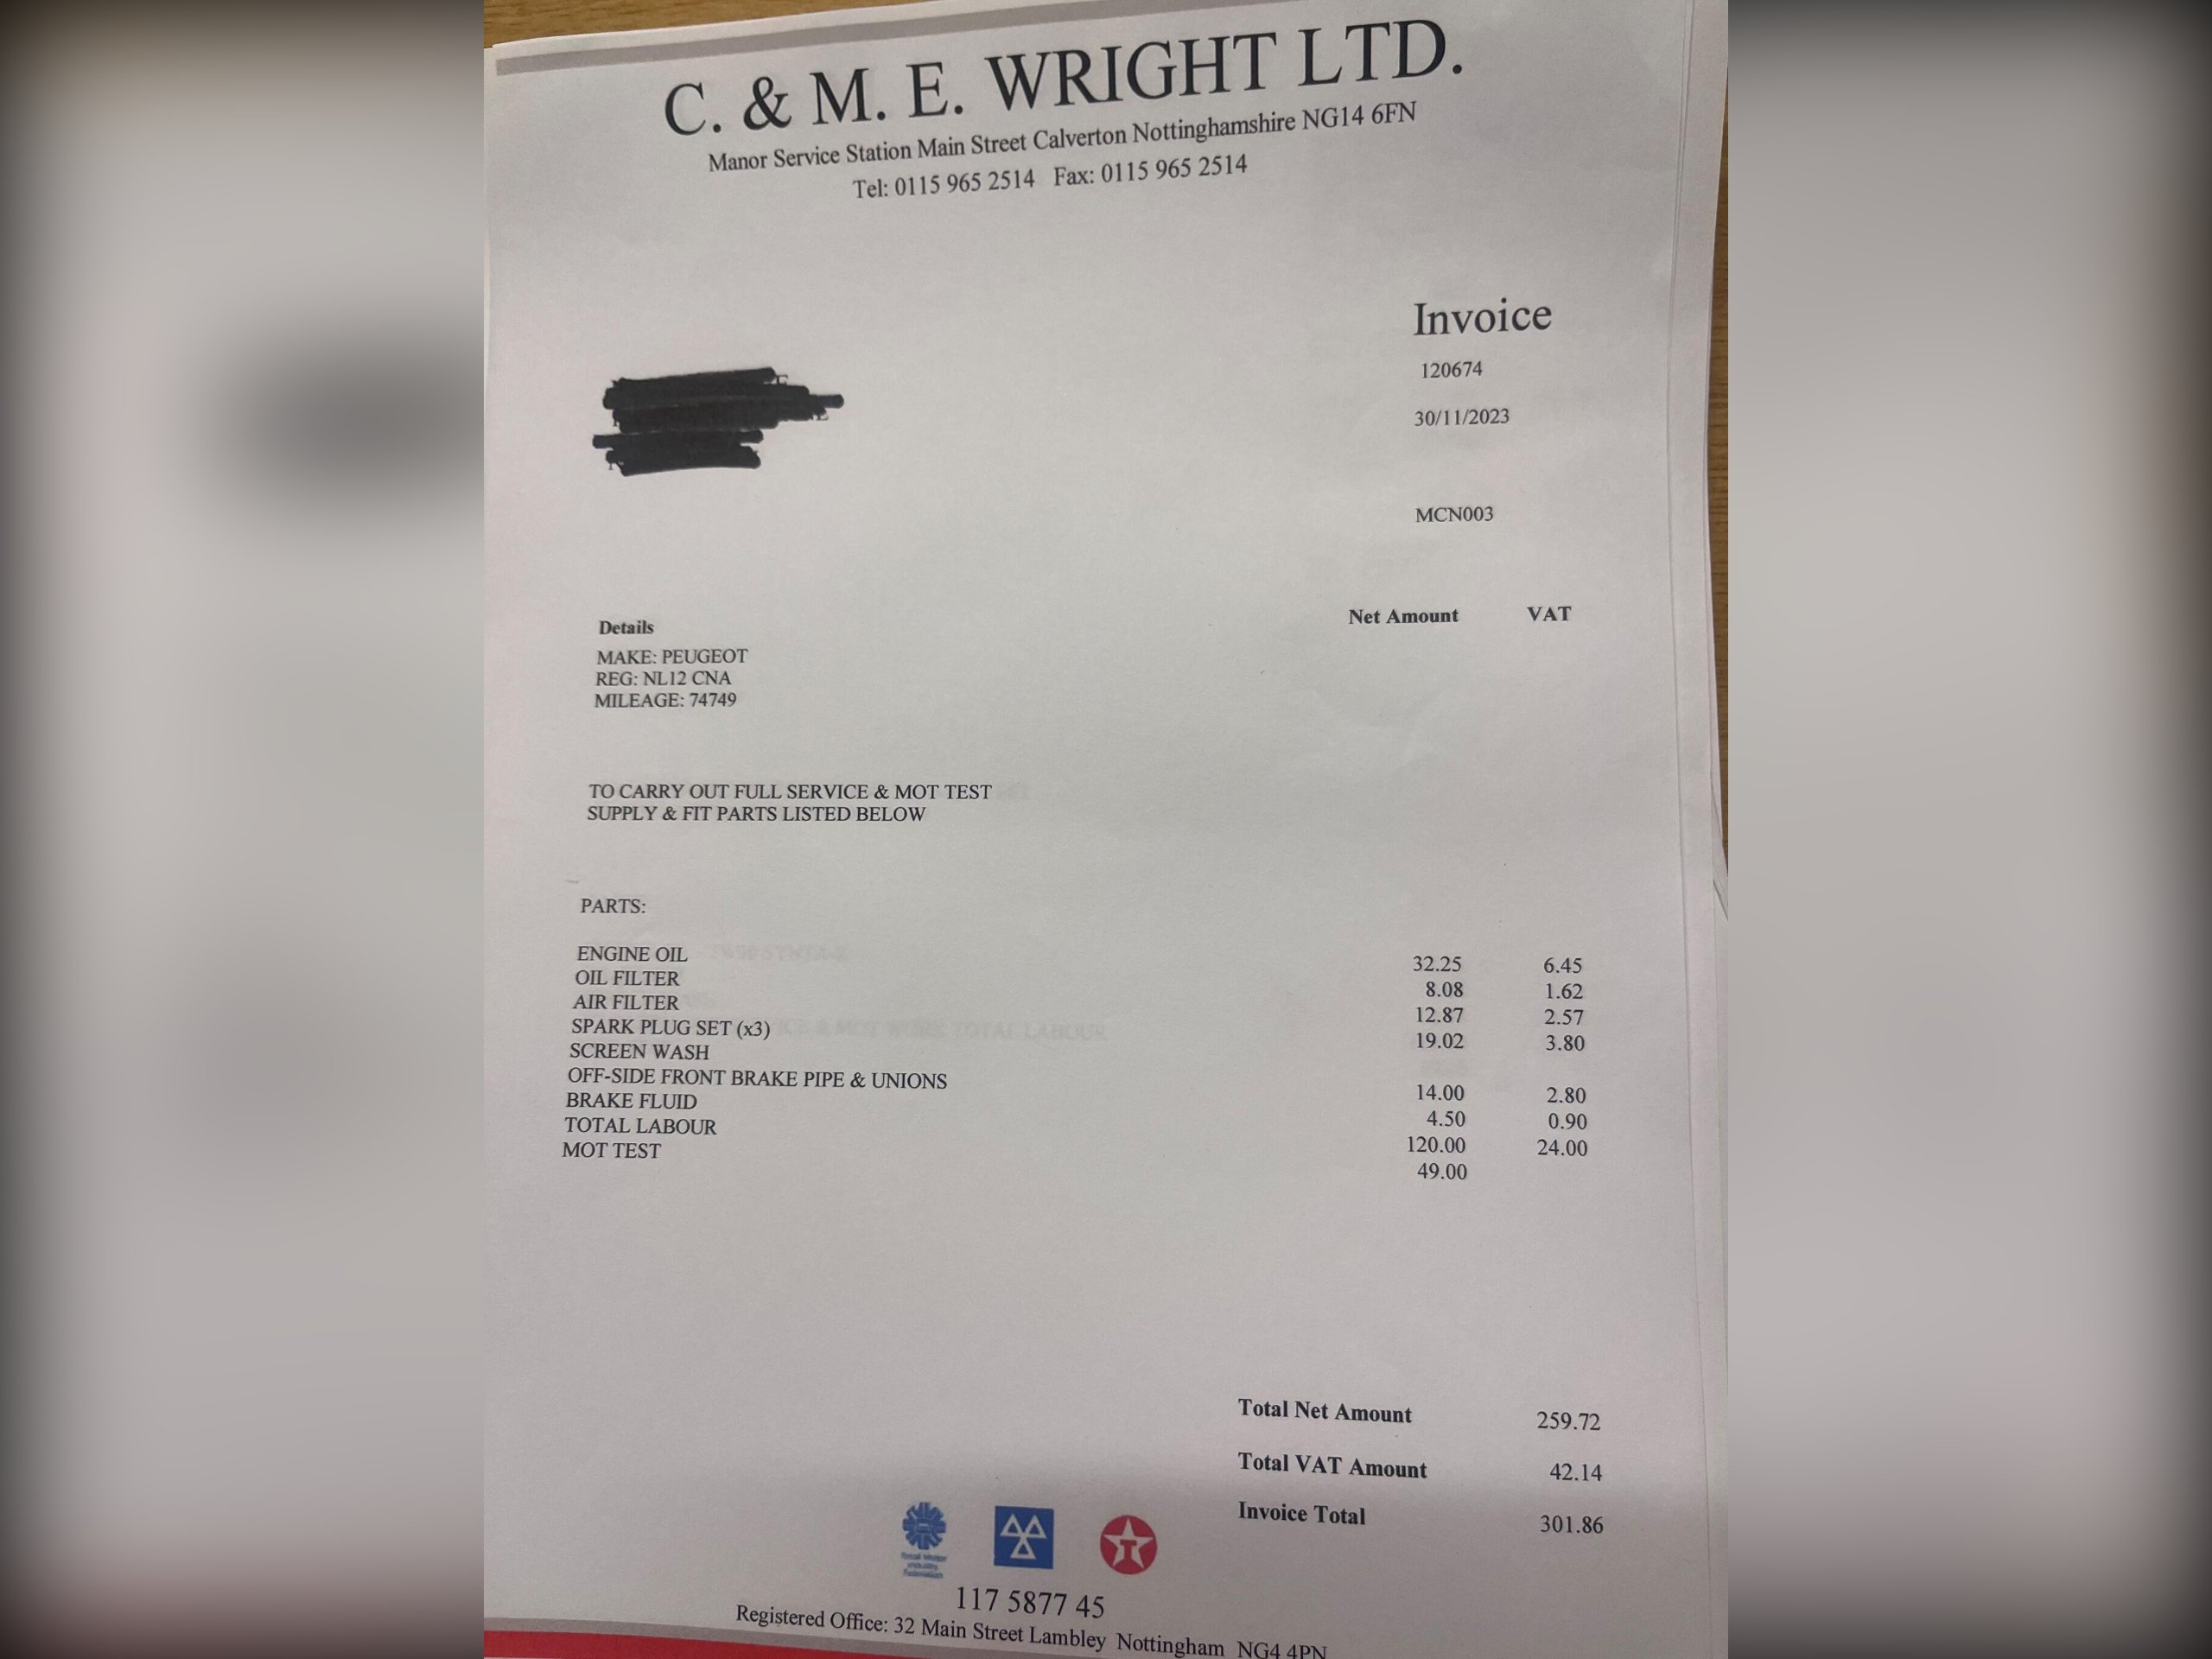 C. & M. E. WRIGHT LTD.
Manor Service Station Main Street Calverton Nottinghamshire NG14 6FN
Tel: 0115 965 2514 Fax: 0115 965 2514
Invoice
120674
30/11/2023
MCN003
Details Net Amount VAT
MAKE: PEUGEOT
REG: NL12 CNA
MILEAGE: 74749
TO CARRY OUT FULL SERVICE & MOT TEST
SUPPLY & FIT PARTS LISTED BELOW
PARTS:
ENGINE OIL 32.25 6.45
OIL FILTER 8.08 1.62
AIR FILTER 12.87 2.57
SPARK PLUG SET (x3) 19.02 3.80
SCREEN WASH
OFF-SIDE FRONT BRAKE PIPE & UNIONS 14.00 2.80
BRAKE FLUID 4.50 0.90
TOTAL LABOUR 120.00 24.00
MOT TEST 49.00
Total Net Amount 259.72
Total VAT Amount 42.14
Invoice Total 301.86
Retail Motor
Industry
Federation
T
117 5877 45
Registered Office: 32 Main Street Lambley Nottingham NG4 4PN